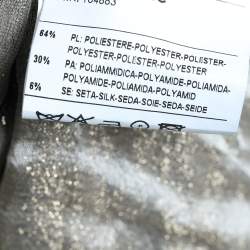 64% PL: POLIESTERE-POLYESTER-POLIESTER-
POLYESTER-POLIESTER-POLYESTER
30% PA: POLIAMMIDICA-POLYAMIDE-POLIAMIDA-
POLYAMIDE-POLIAMIDA-POLYAMID
6% SE: SETA-SILK-SEDA-SOIE-SEDA-SEIDE